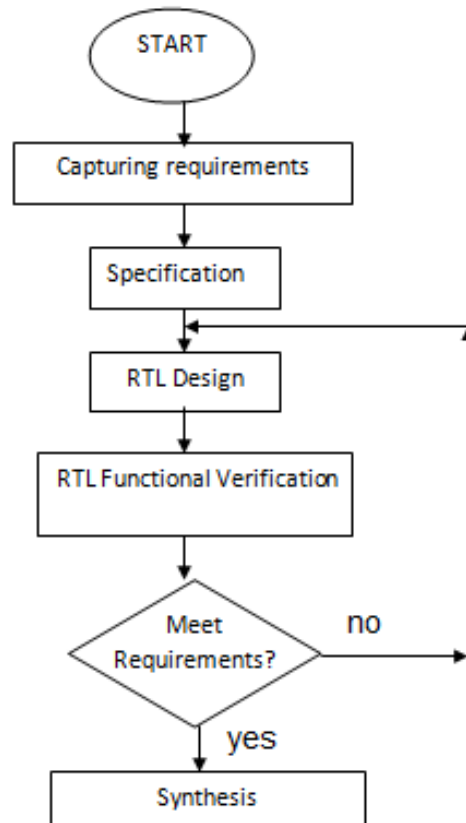 START
Capturing requirements
Specification
RTL Design
RTL Functional Verification
Meet
Requirements?
no
yes
Synthesis